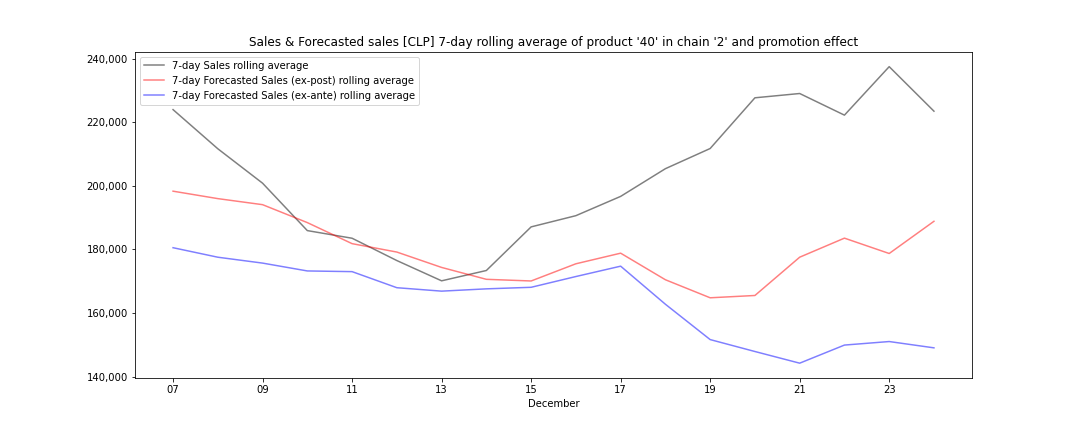 Sales & Forecasted sales [CLP] 7-day rolling average of product '40' in chain '2' and promotion effect
7-day Sales rolling average
7-day Forecasted Sales (ex-post) rolling average
7-day Forecasted Sales (ex-ante) rolling average
240,000
220,000
200,000
180,000
160,000
140,000
07 09 11 13 15 17 19 21 23
December